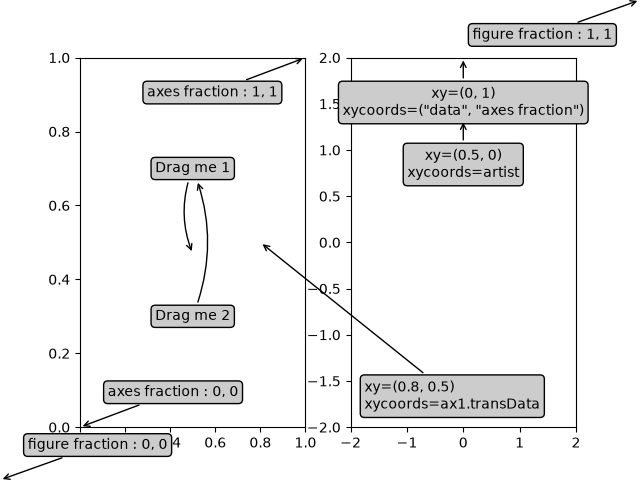 figure fraction : 1, 1
1.0
0.8
0.6
0.4
0.2
0.0
4
0.6
0.8
1.0
axes fraction : 1, 1
Drag me 1
Drag me 2
axes fraction : 0, 0
figure fraction : 0, 0
2.0
1.5
1.0
0.5
0.0
−0.5
−1.0
−1.5
−2.0
−2
−1
0
1
2
xy=(0, 1)
xycoords=("data", "axes fraction")
xy=(0.5, 0)
xycoords=artist
xy=(0.8, 0.5)
xycoords=ax1.transData